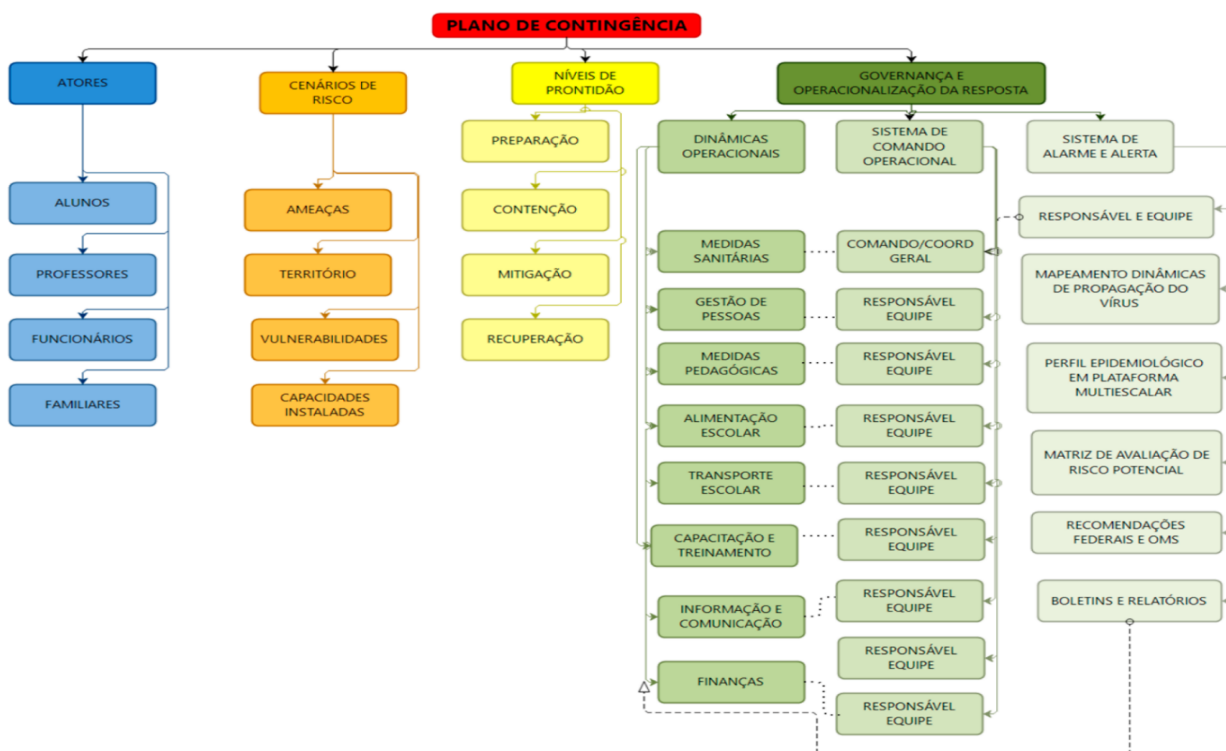 PLANO DE CONTINGÊNCIA
ATORES
ALUNOS
PROFESSORES
FUNCIONÁRIOS
FAMILIARES
CENÁRIOS DE
RISCO
AMEAÇAS
TERRITÓRIO
VULNERABILIDADES
CAPACIDADES
INSTALADAS
NÍVEIS DE
PRONTIDÃO
PREPARAÇÃO
CONTENÇÃO
MITIGAÇÃO
RECUPERAÇÃO
GOVERNANÇA E
OPERACIONALIZAÇÃO DA RESPOSTA
DINÂMICAS
OPERACIONAIS
MEDIDAS
SANITÁRIAS
GESTÃO DE
PESSOAS
MEDIDAS
PEDAGÓGICAS
ALIMENTAÇÃO
ESCOLAR
TRANSPORTE
ESCOLAR
CAPACITAÇÃO E
TREINAMENTO
INFORMAÇÃO E
COMUNICAÇÃO
FINANÇAS
SISTEMA DE
COMANDO
OPERACIONAL
COMANDO/COORD
GERAL
RESPONSÁVEL
EQUIPE
RESPONSÁVEL
EQUIPE
RESPONSÁVEL
EQUIPE
RESPONSÁVEL
EQUIPE
RESPONSÁVEL
EQUIPE
RESPONSÁVEL
EQUIPE
RESPONSÁVEL
EQUIPE
RESPONSÁVEL
EQUIPE
SISTEMA DE
ALARME E ALERTA
RESPONSÁVEL E EQUIPE
MAPEAMENTO DINÂMICAS
DE PROPAGAÇÃO DO
VÍRUS
PERFIL EPIDEMIOLÓGICO
EM PLATAFORMA
MULTIESCALAR
MATRIZ DE AVALIAÇÃO DE
RISCO POTENCIAL
RECOMENDAÇÕES
FEDERAIS E OMS
BOLETINS E RELATÓRIOS